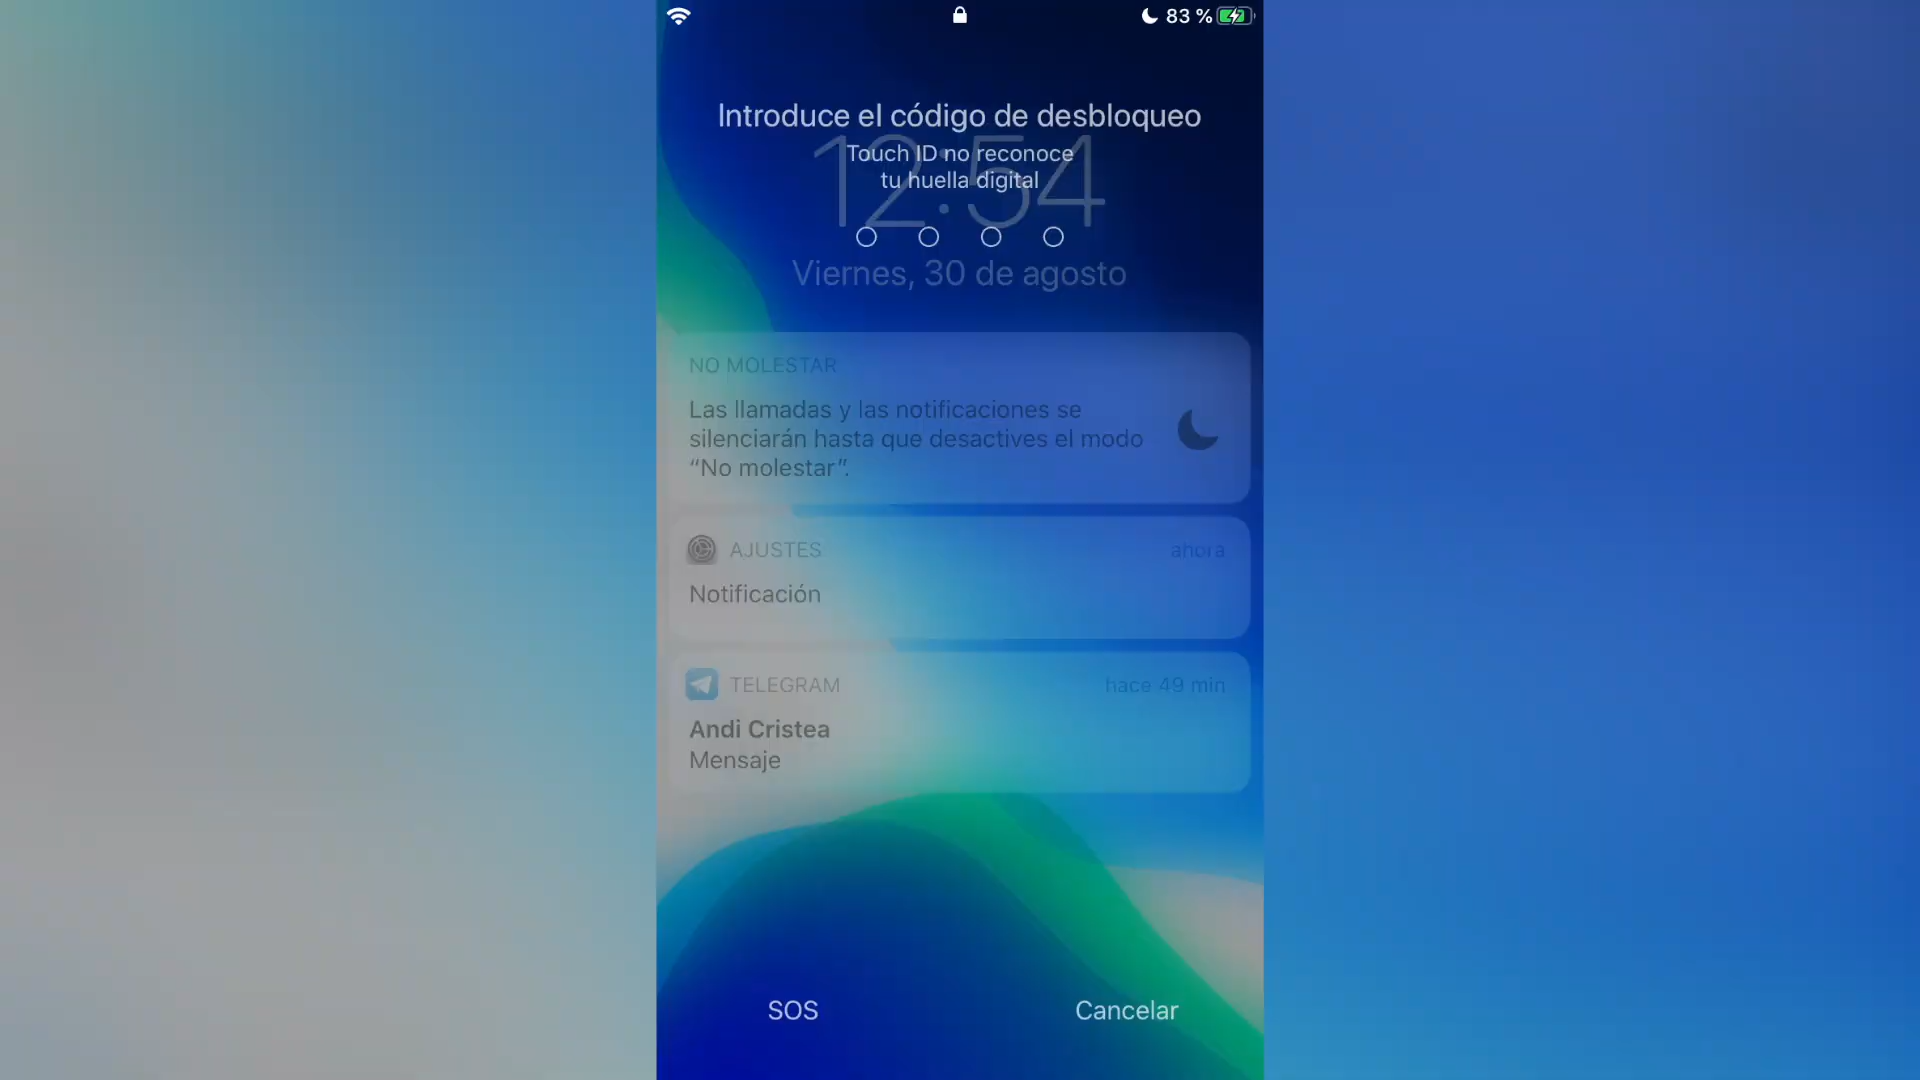 83 %
Introduce el código de desbloqueo
Touch ID no reconoce
tu huella digital
12:54
Viernes, 30 de agosto
NO MOLESTAR
Las llamadas y las notificaciones se
silenciarán hasta que desactives el modo
“No molestar”.
AJUSTES ahora
Notificación
TELEGRAM hace 49 min
Andi Cristea
Mensaje
SOS Cancelar